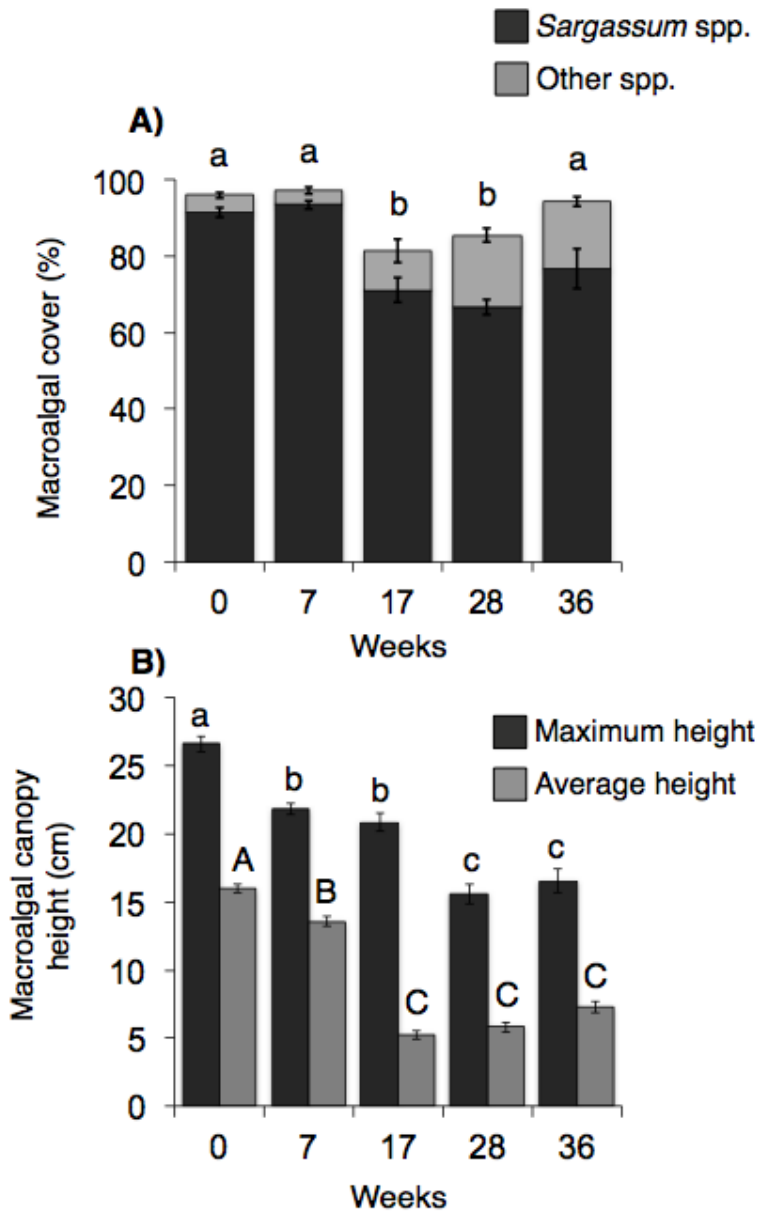 Sargassum spp.
Other spp.
A)
a a b b a
100
80
60
40
20
0
Macroalgal cover (%)
0 7 17 28 36
Weeks
B)
30
25
20
15
10
5
0
Macroalgal canopy
height (cm)
Maximum height
Average height
a b b c c
A B C C C
0 7 17 28 36
Weeks